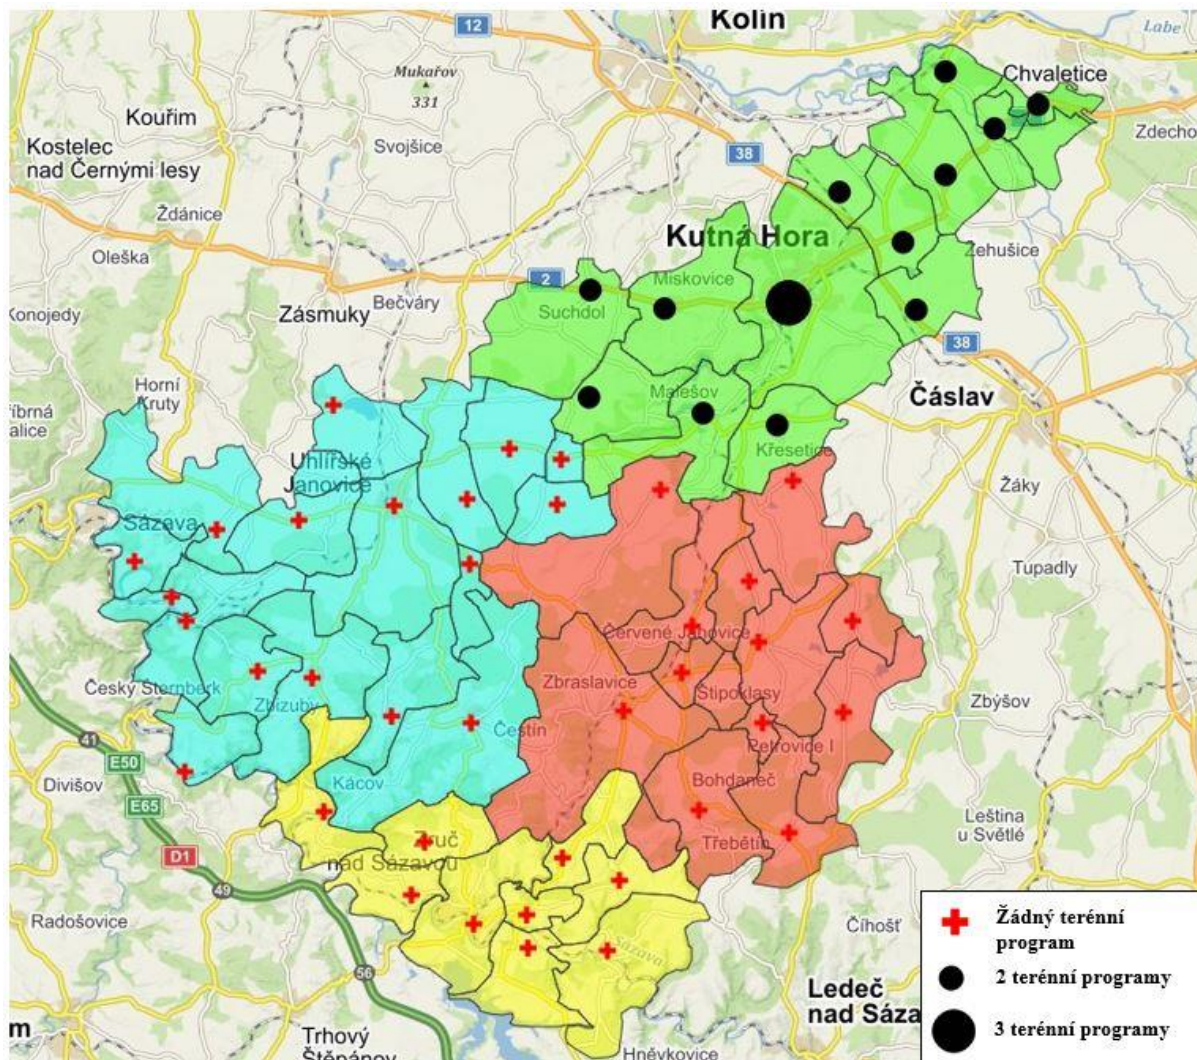 Kolín
12
Labe
Mukařov
331
Chvaletice
Kouřim
Zdecho
Kostelec
nad Černými lesy
Svojšice
38
Ždánice
Kutná Hora
Oleška
Žehušice
Miskovice
2
Bečváry
Suchdol
Konojedy
Zásmuky
38
Horní
Kruty
Malešov
Čáslav
říbrná
alice
Křesetice
Uhlířské
Janovice
Žáky
Sázava
Tupadly
Červené Janovice
Zbraslavice
Štipoklasy
Český Šternberk
Zbizuby
Zbýšov
Čestín
Petrovice I
41
E50
Divišov
Kácov
Bohdaneč
E65
Leština
u Světlé
Třebětín
Zruč
nad Sázavou
D1
49
Radošovice
Číhošť
Sázava
56
Ledeč
nad Sáza
m
Trhový
Štěpánov
Hněvkovice
Žádný terénní
program
2 terénní programy
3 terénní programy